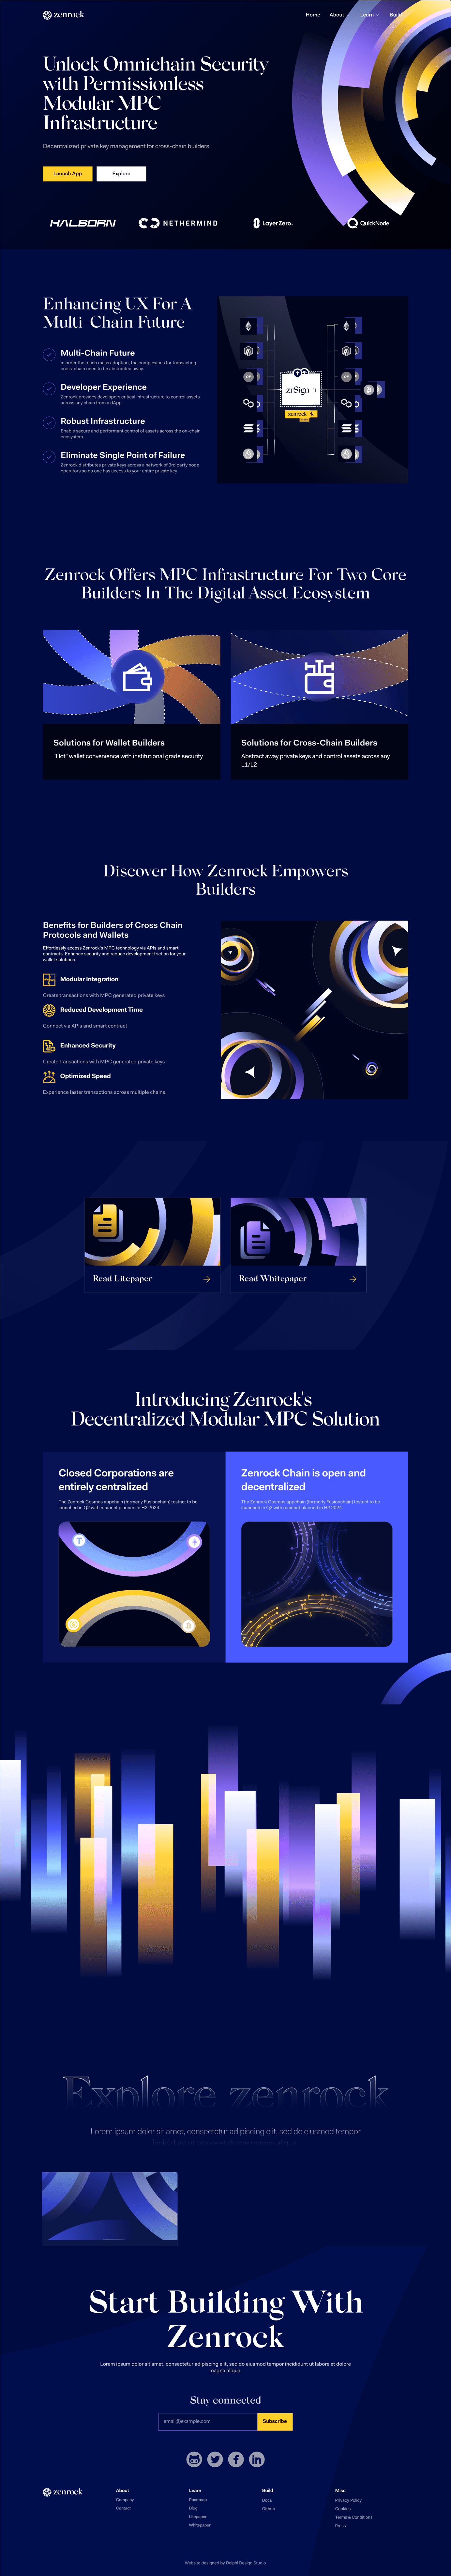 zenrock
Home About Learn Build
Unlock Omnichain Security
with Permissionless
Modular MPC
Infrastructure
Decentralized private key management for cross-chain builders.
Launch App Explore
HALBORN NETHERMIND LayerZero. QuickNode
Enhancing UX For A
Multi-Chain Future
Multi-Chain Future
In order the reach mass adoption, the complexities for transacting
cross-chain need to be abstracted away.
Developer Experience
Zenrock provides developers critical infrastructure to control assets
across any chain from a dApp.
Robust Infrastructure
Enable secure and performant control of assets across the on-chain
ecosystem.
Eliminate Single Point of Failure
Zenrock distributes private keys across a network of 3rd party node
operators so no one has access to your entire private key
zrSign
zenrock
Zenrock Offers MPC Infrastructure For Two Core
Builders In The Digital Asset Ecosystem
Solutions for Wallet Builders
"Hot" wallet convenience with institutional grade security
Solutions for Cross-Chain Builders
Abstract away private keys and control assets across any
L1/L2
Discover How Zenrock Empowers
Builders
Benefits for Builders of Cross Chain
Protocols and Wallets
Effortlessly access Zenrock's MPC technology via APIs and smart
contracts. Enhance security and reduce development friction for your
wallet solutions.
Modular Integration
Create transactions with MPC generated private keys
Reduced Development Time
Connect via APIs and smart contract
Enhanced Security
Create transactions with MPC generated private keys
Optimized Speed
Experience faster transactions across multiple chains.
Read Litepaper
Read Whitepaper
Introducing Zenrock's
Decentralized Modular MPC Solution
Closed Corporations are
entirely centralized
The Zenrock Cosmos appchain (formerly Fusionchain) testnet to be
launched in Q2 with mainnet planned in H2 2024.
Zenrock Chain is open and
decentralized
The Zenrock Cosmos appchain (formerly Fusionchain) testnet to be
launched in Q2 with mainnet planned in H2 2024.
Explore zenrock
Lorem ipsum dolor sit amet, consectetur adipiscing elit, sed do eiusmod tempor
Start Building With
Zenrock
Lorem ipsum dolor sit amet, consectetur adipiscing elit, sed do eiusmod tempor incididunt ut labore et dolore
magna aliqua.
Stay connected
email@example.com Subscribe
zenrock
About
Company
Contact
Learn
Roadmap
Blog
Litepaper
Whitepaper
Build
Docs
Github
Misc
Privacy Policy
Cookies
Terms & Conditions
Press
Website designed by Delphi Design Studio